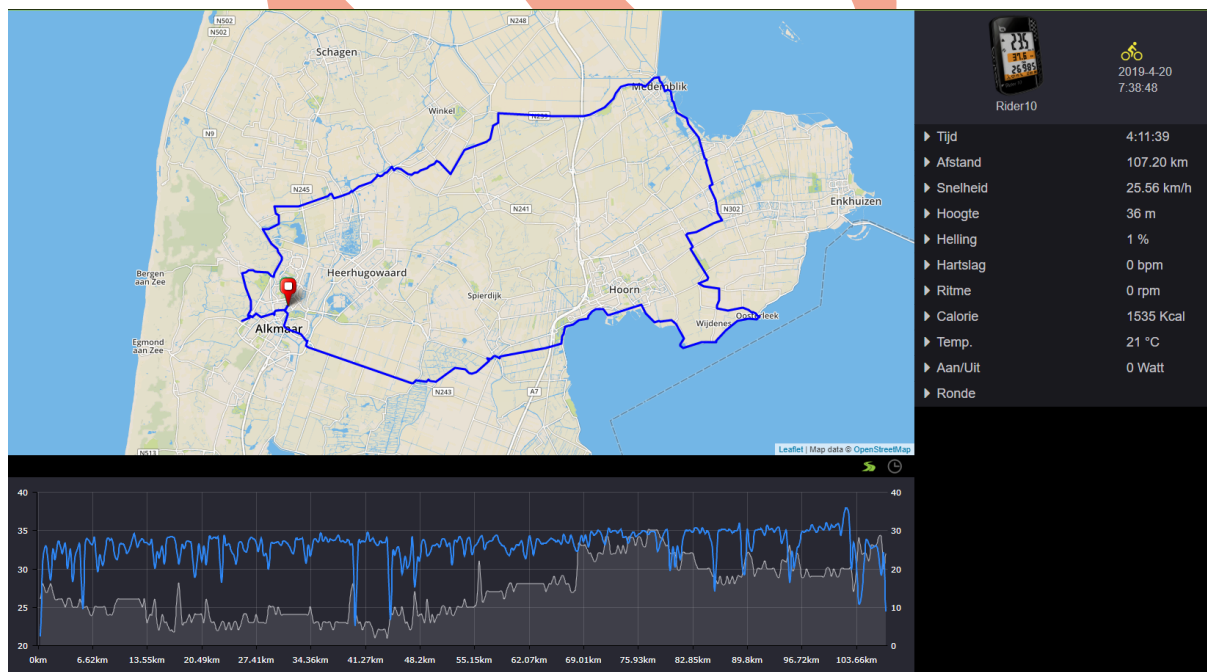 N502
N502
N248
Schagen
Medemblik
Winkel
N239
N9
N245
N241
N302
Enkhuizen
Bergen
aan Zee
Heerhugowaard
Spierdijk
Hoorn
Wijdenes
Oosterleek
Alkmaar
Egmond
aan Zee
N243
A7
N513
Leaflet | Map data © OpenStreetMap
235
26985
Rider10
2019-4-20
7:38:48
Tijd 4:11:39
Afstand 107.20 km
Snelheid 25.56 km/h
Hoogte 36 m
Helling 1 %
Hartslag 0 bpm
Ritme 0 rpm
Calorie 1535 Kcal
Temp. 21 °C
Aan/Uit 0 Watt
Ronde
40 40
35 30
30 20
25 10
20 0
0km 6.62km 13.55km 20.49km 27.41km 34.36km 41.27km 48.2km 55.15km 62.07km 69.01km 75.93km 82.85km 89.8km 96.72km 103.66km